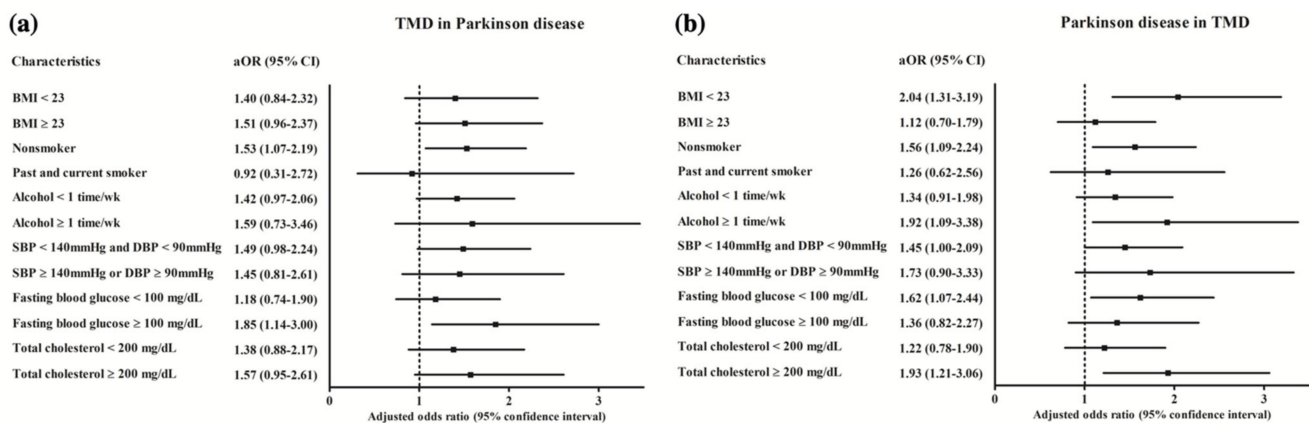 (a)
TMD in Parkinson disease
Characteristics aOR (95% CI)
BMI < 23 1.40 (0.84-2.32)
BMI ≥ 23 1.51 (0.96-2.37)
Nonsmoker 1.53 (1.07-2.19)
Past and current smoker 0.92 (0.31-2.72)
Alcohol < 1 time/wk 1.42 (0.97-2.06)
Alcohol ≥ 1 time/wk 1.59 (0.73-3.46)
SBP < 140mmHg and DBP < 90mmHg 1.49 (0.98-2.24)
SBP ≥ 140mmHg or DBP ≥ 90mmHg 1.45 (0.81-2.61)
Fasting blood glucose < 100 mg/dL 1.18 (0.74-1.90)
Fasting blood glucose ≥ 100 mg/dL 1.85 (1.14-3.00)
Total cholesterol < 200 mg/dL 1.38 (0.88-2.17)
Total cholesterol ≥ 200 mg/dL 1.57 (0.95-2.61)
0 1 2 3
Adjusted odds ratio (95% confidence interval)
(b)
Parkinson disease in TMD
Characteristics aOR (95% CI)
BMI < 23 2.04 (1.31-3.19)
BMI ≥ 23 1.12 (0.70-1.79)
Nonsmoker 1.56 (1.09-2.24)
Past and current smoker 1.26 (0.62-2.56)
Alcohol < 1 time/wk 1.34 (0.91-1.98)
Alcohol ≥ 1 time/wk 1.92 (1.09-3.38)
SBP < 140mmHg and DBP < 90mmHg 1.45 (1.00-2.09)
SBP ≥ 140mmHg or DBP ≥ 90mmHg 1.73 (0.90-3.33)
Fasting blood glucose < 100 mg/dL 1.62 (1.07-2.44)
Fasting blood glucose ≥ 100 mg/dL 1.36 (0.82-2.27)
Total cholesterol < 200 mg/dL 1.22 (0.78-1.90)
Total cholesterol ≥ 200 mg/dL 1.93 (1.21-3.06)
0 1 2 3
Adjusted odds ratio (95% confidence interval)